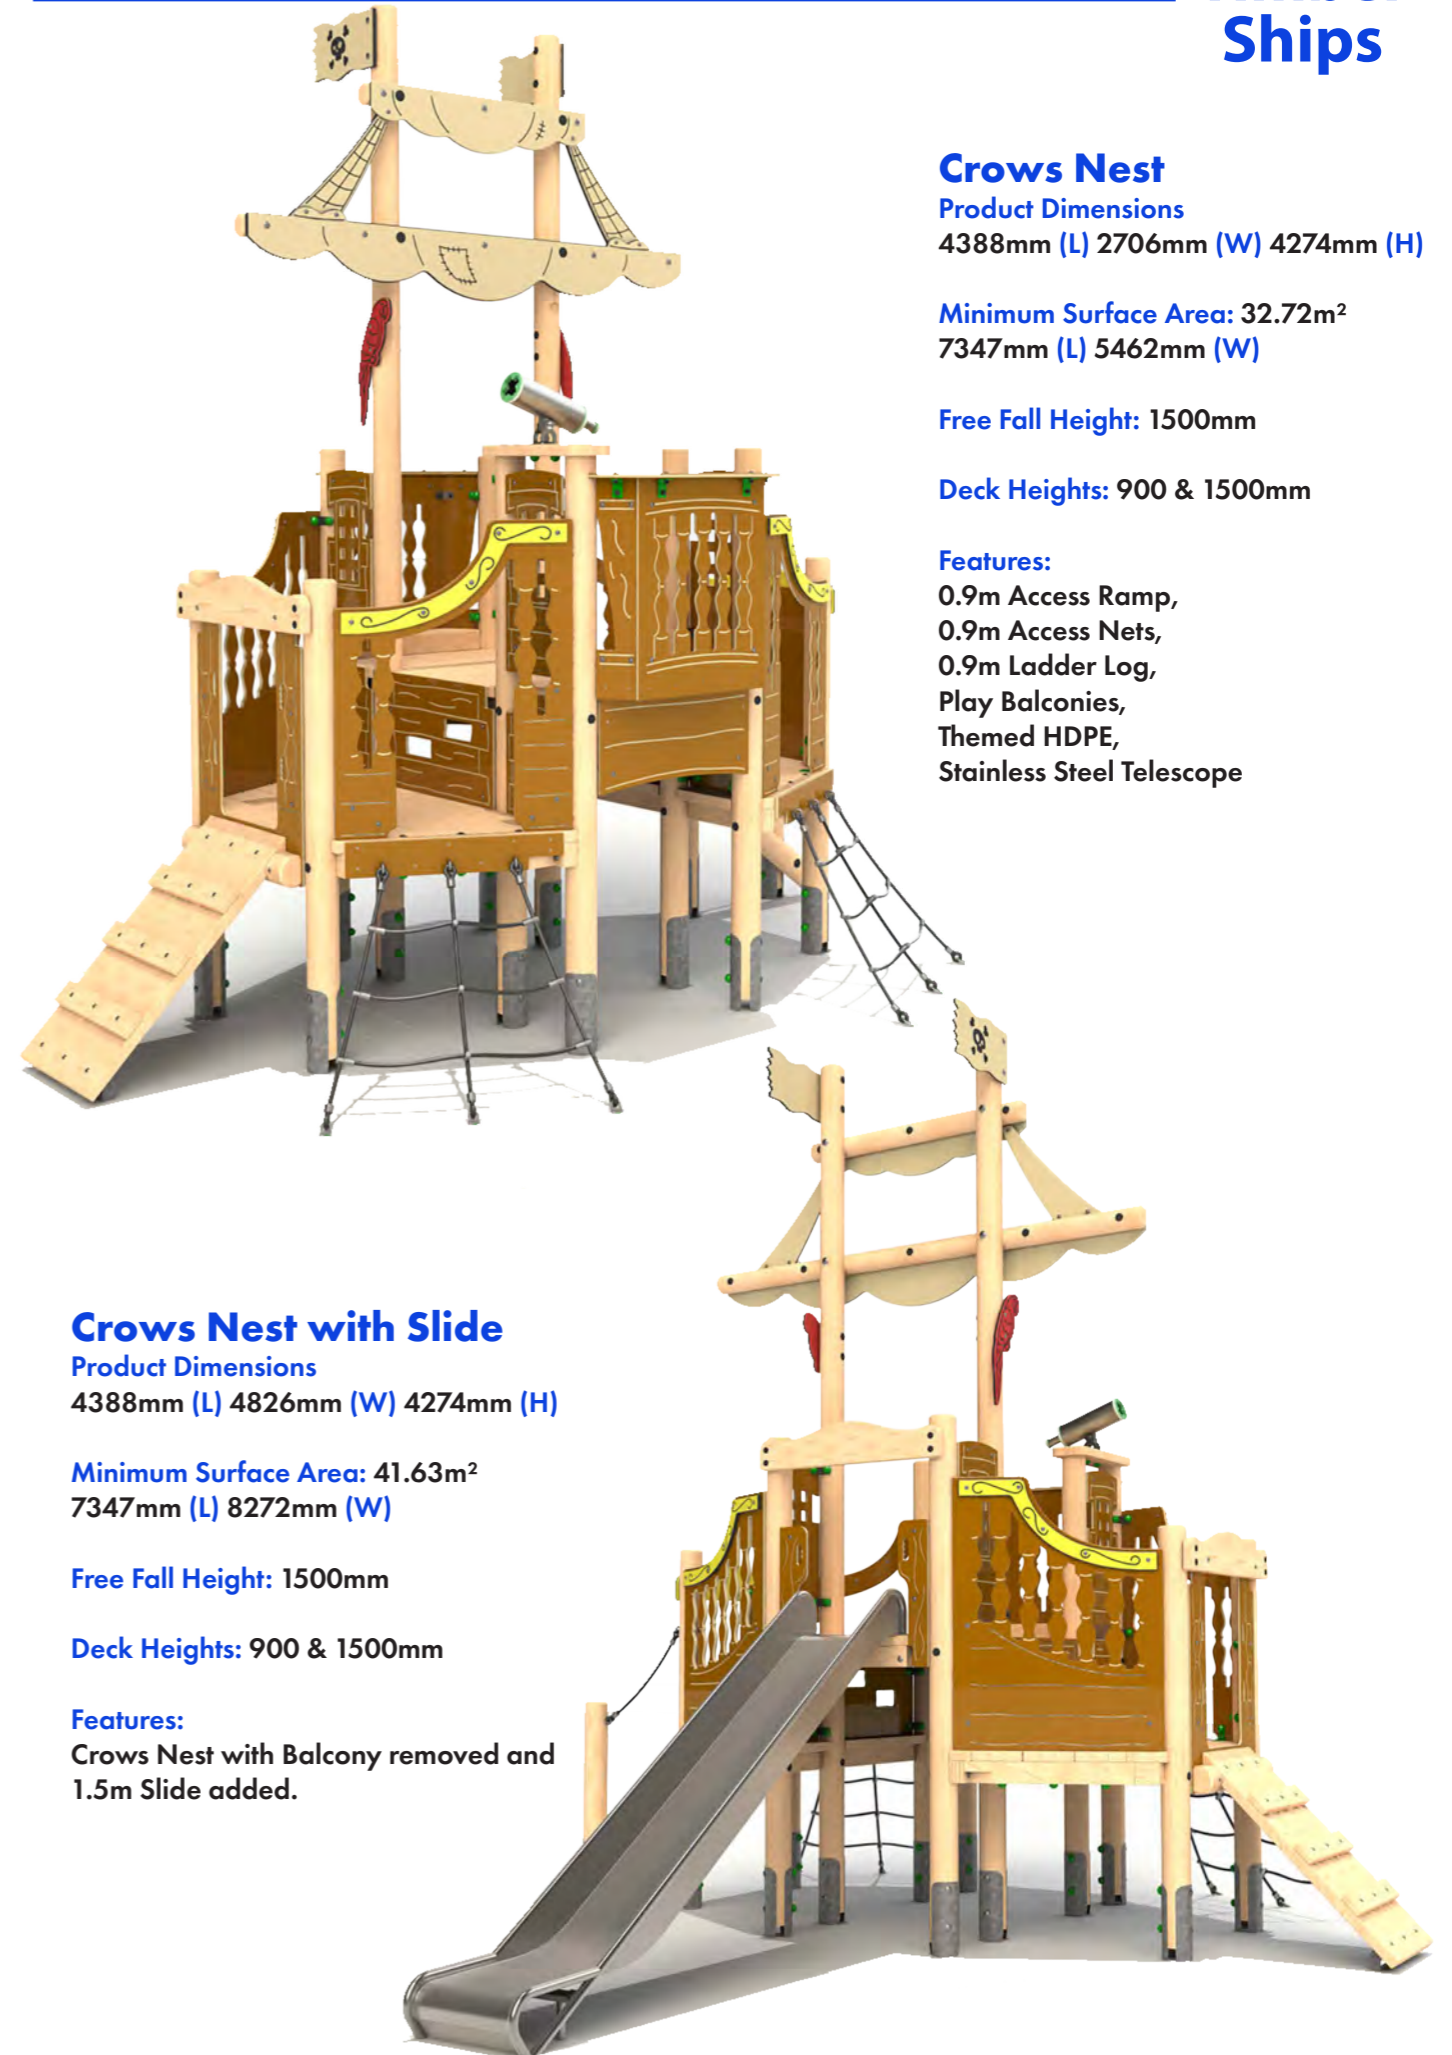 Ships
Crows Nest
Product Dimensions
4388mm (L) 2706mm (W) 4274mm (H)
Minimum Surface Area: 32.72m²
7347mm (L) 5462mm (W)
Free Fall Height: 1500mm
Deck Heights: 900 & 1500mm
Features:
0.9m Access Ramp,
0.9m Access Nets,
0.9m Ladder Log,
Play Balconies,
Themed HDPE,
Stainless Steel Telescope
Crows Nest with Slide
Product Dimensions
4388mm (L) 4826mm (W) 4274mm (H)
Minimum Surface Area: 41.63m²
7347mm (L) 8272mm (W)
Free Fall Height: 1500mm
Deck Heights: 900 & 1500mm
Features:
Crows Nest with Balcony removed and
1.5m Slide added.